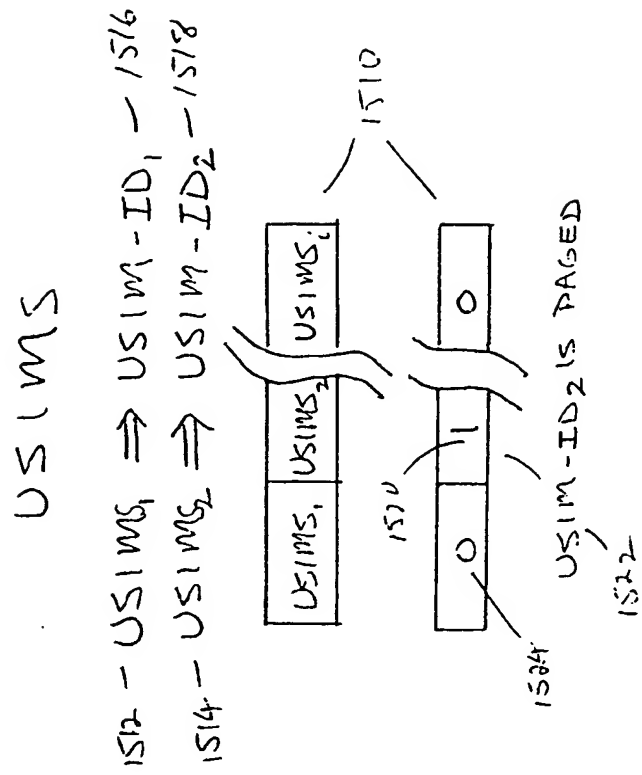 USIMS
1512 - USIMS₁ ⇒ USIM-ID₁ - 1516
1514 - USIMS₂ ⇒ USIM-ID₂ - 1518
USIMS₁ USIMS₂ USIMSᵢ
1510
1520
0 1 0
1524
USIM-ID₂ IS PAGED
1522